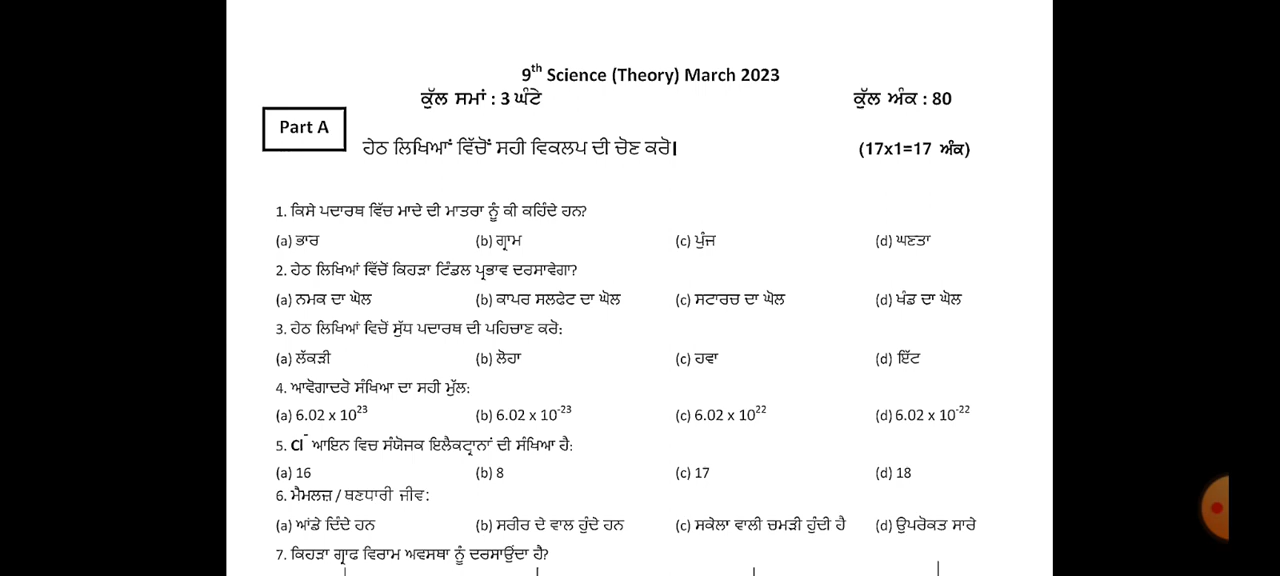 9th Science (Theory) March 2023
ਕੁੱਲ ਸਮਾਂ : 3 ਘੰਟੇ ਕੁੱਲ ਅੰਕ : 80
Part A
ਹੇਠ ਲਿਖਿਆਂ ਵਿੱਚੋਂ ਸਹੀ ਵਿਕਲਪ ਦੀ ਚੋਣ ਕਰੋ। (17x1=17 ਅੰਕ)
1. ਕਿਸੇ ਪਦਾਰਥ ਵਿੱਚ ਮਾਦੇ ਦੀ ਮਾਤਰਾ ਨੂੰ ਕੀ ਕਹਿੰਦੇ ਹਨ?
(a) ਭਾਰ (b) ਗ੍ਰਾਮ (c) ਪੁੰਜ (d) ਘਣਤਾ
2. ਹੇਠ ਲਿਖਿਆਂ ਵਿੱਚੋਂ ਕਿਹੜਾ ਟਿੰਡਲ ਪ੍ਰਭਾਵ ਦਰਸਾਵੇਗਾ?
(a) ਨਮਕ ਦਾ ਘੋਲ (b) ਕਾਪਰ ਸਲਫੇਟ ਦਾ ਘੋਲ (c) ਸਟਾਰਚ ਦਾ ਘੋਲ (d) ਖੰਡ ਦਾ ਘੋਲ
3. ਹੇਠ ਲਿਖਿਆਂ ਵਿਚੋਂ ਸੁੱਧ ਪਦਾਰਥ ਦੀ ਪਹਿਚਾਣ ਕਰੋ:
(a) ਲੱਕੜੀ (b) ਲੋਹਾ (c) ਹਵਾ (d) ਇੱਟ
4. ਆਵੋਗਾਦਰੋ ਸੰਖਿਆ ਦਾ ਸਹੀ ਮੁੱਲ:
(a) 6.02 x 10²³ (b) 6.02 x 10⁻²³ (c) 6.02 x 10²² (d) 6.02 x 10⁻²²
5. Cl⁻ ਆਇਨ ਵਿਚ ਸੰਯੋਜਕ ਇਲੈਕਟ੍ਰਾਨਾਂ ਦੀ ਸੰਖਿਆ ਹੈ:
(a) 16 (b) 8 (c) 17 (d) 18
6. ਮੈਮਲਜ਼ / ਥਣਧਾਰੀ ਜੀਵ:
(a) ਆਂਡੇ ਦਿੰਦੇ ਹਨ (b) ਸਰੀਰ ਦੇ ਵਾਲ ਹੁੰਦੇ ਹਨ (c) ਸਕੇਲਾ ਵਾਲੀ ਚਮੜੀ ਹੁੰਦੀ ਹੈ (d) ਉਪਰੋਕਤ ਸਾਰੇ
7. ਕਿਹੜਾ ਗ੍ਰਾਫ ਵਿਰਾਮ ਅਵਸਥਾ ਨੂੰ ਦਰਸਾਉਂਦਾ ਹੈ?